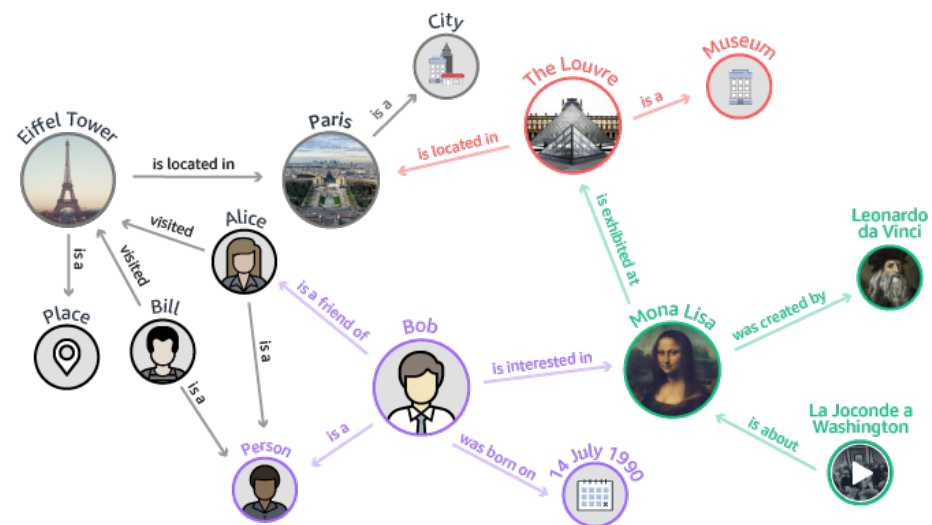 City
Museum
The Louvre
is a
is a
Eiffel Tower
Paris
is located in
is located in
Alice
visited
visited
is a
is exhibited at
Leonardo
da Vinci
Place
Bill
is a friend of
Bob
Mona Lisa
was created by
is a
is a
is interested in
La Joconde a
Washington
is about
Person
is a
was born on
14 July 1990